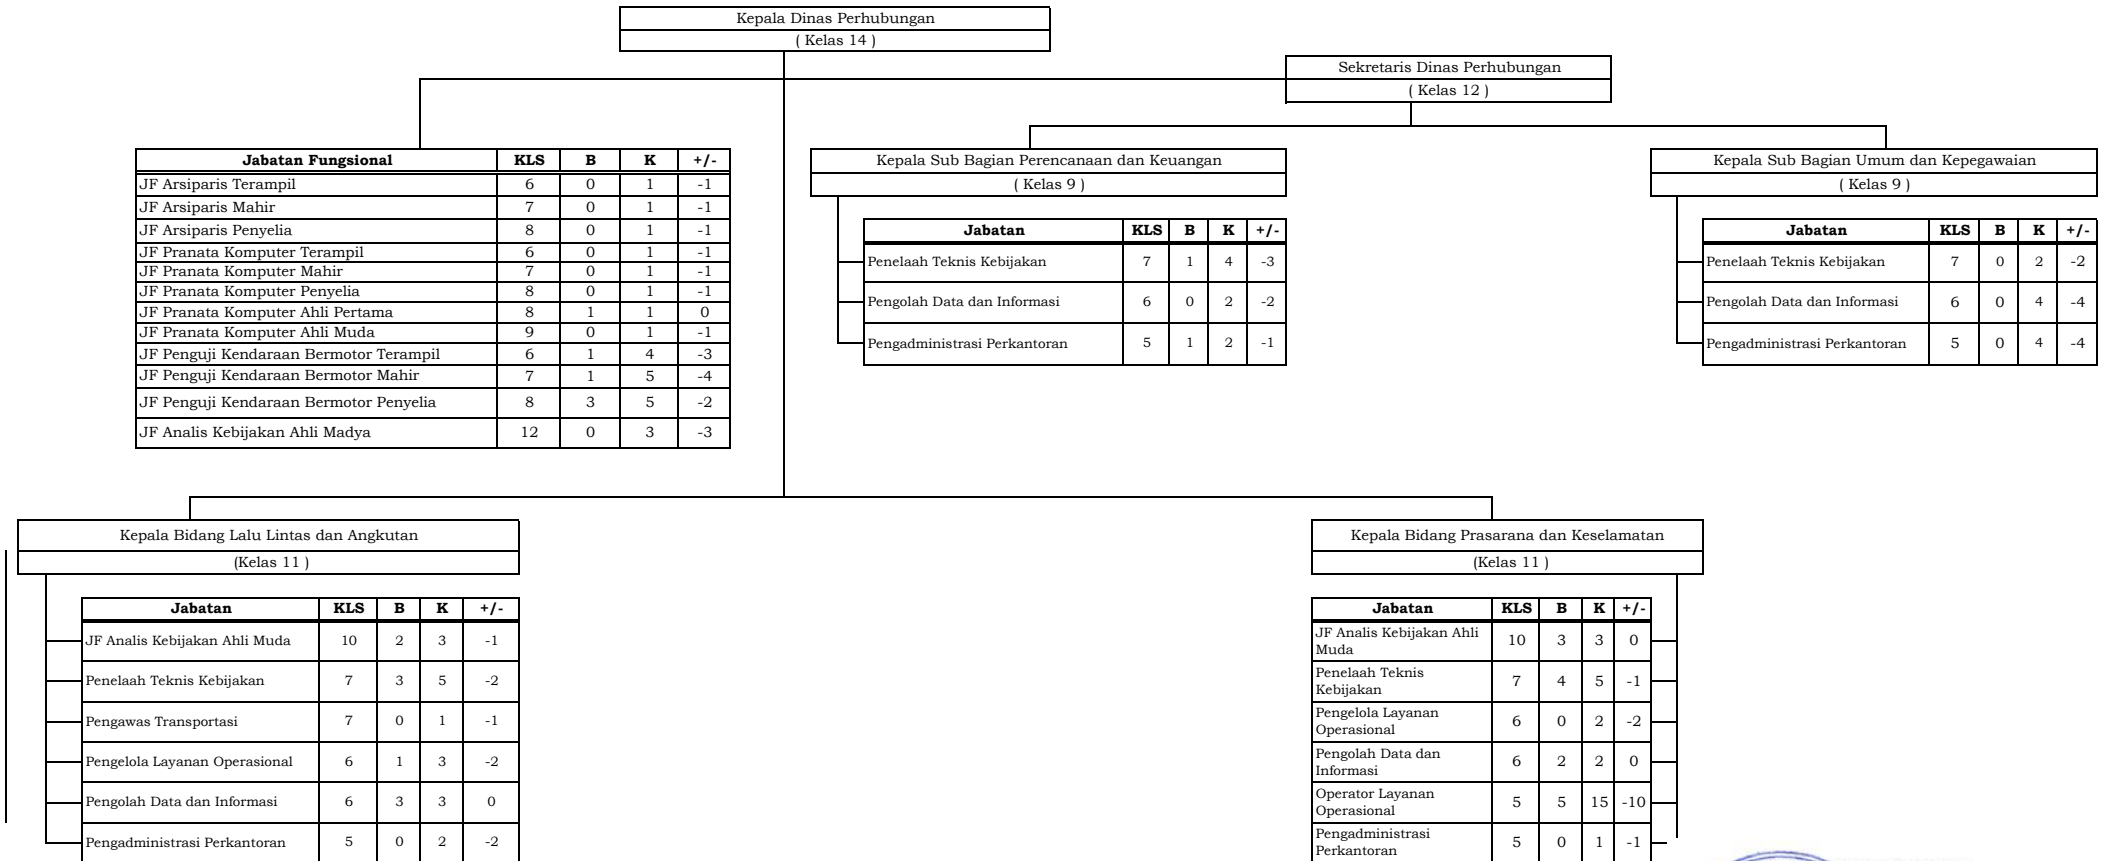 Kepala Dinas Perhubungan
( Kelas 14 )
Sekretaris Dinas Perhubungan
( Kelas 12 )
Jabatan Fungsional KLS B K +/-
JF Arsiparis Terampil 6 0 1 -1
JF Arsiparis Mahir 7 0 1 -1
JF Arsiparis Penyelia 8 0 1 -1
JF Pranata Komputer Terampil 6 0 1 -1
JF Pranata Komputer Mahir 7 0 1 -1
JF Pranata Komputer Penyelia 8 0 1 -1
JF Pranata Komputer Ahli Pertama 8 1 1 0
JF Pranata Komputer Ahli Muda 9 0 1 -1
JF Penguji Kendaraan Bermotor Terampil 6 1 4 -3
JF Penguji Kendaraan Bermotor Mahir 7 1 5 -4
JF Penguji Kendaraan Bermotor Penyelia 8 3 5 -2
JF Analis Kebijakan Ahli Madya 12 0 3 -3
Kepala Sub Bagian Perencanaan dan Keuangan
( Kelas 9 )
Jabatan KLS B K +/-
Penelaah Teknis Kebijakan 7 1 4 -3
Pengolah Data dan Informasi 6 0 2 -2
Pengadministrasi Perkantoran 5 1 2 -1
Kepala Sub Bagian Umum dan Kepegawaian
( Kelas 9 )
Jabatan KLS B K +/-
Penelaah Teknis Kebijakan 7 0 2 -2
Pengolah Data dan Informasi 6 0 4 -4
Pengadministrasi Perkantoran 5 0 4 -4
Kepala Bidang Lalu Lintas dan Angkutan
(Kelas 11 )
Jabatan KLS B K +/-
JF Analis Kebijakan Ahli Muda 10 2 3 -1
Penelaah Teknis Kebijakan 7 3 5 -2
Pengawas Transportasi 7 0 1 -1
Pengelola Layanan Operasional 6 1 3 -2
Pengolah Data dan Informasi 6 3 3 0
Pengadministrasi Perkantoran 5 0 2 -2
Kepala Bidang Prasarana dan Keselamatan
(Kelas 11 )
Jabatan KLS B K +/-
JF Analis Kebijakan Ahli
Muda 10 3 3 0
Penelaah Teknis
Kebijakan 7 4 5 -1
Pengelola Layanan
Operasional 6 0 2 -2
Pengolah Data dan
Informasi 6 2 2 0
Operator Layanan
Operasional 5 5 15 -10
Pengadministrasi
Perkantoran 5 0 1 -1